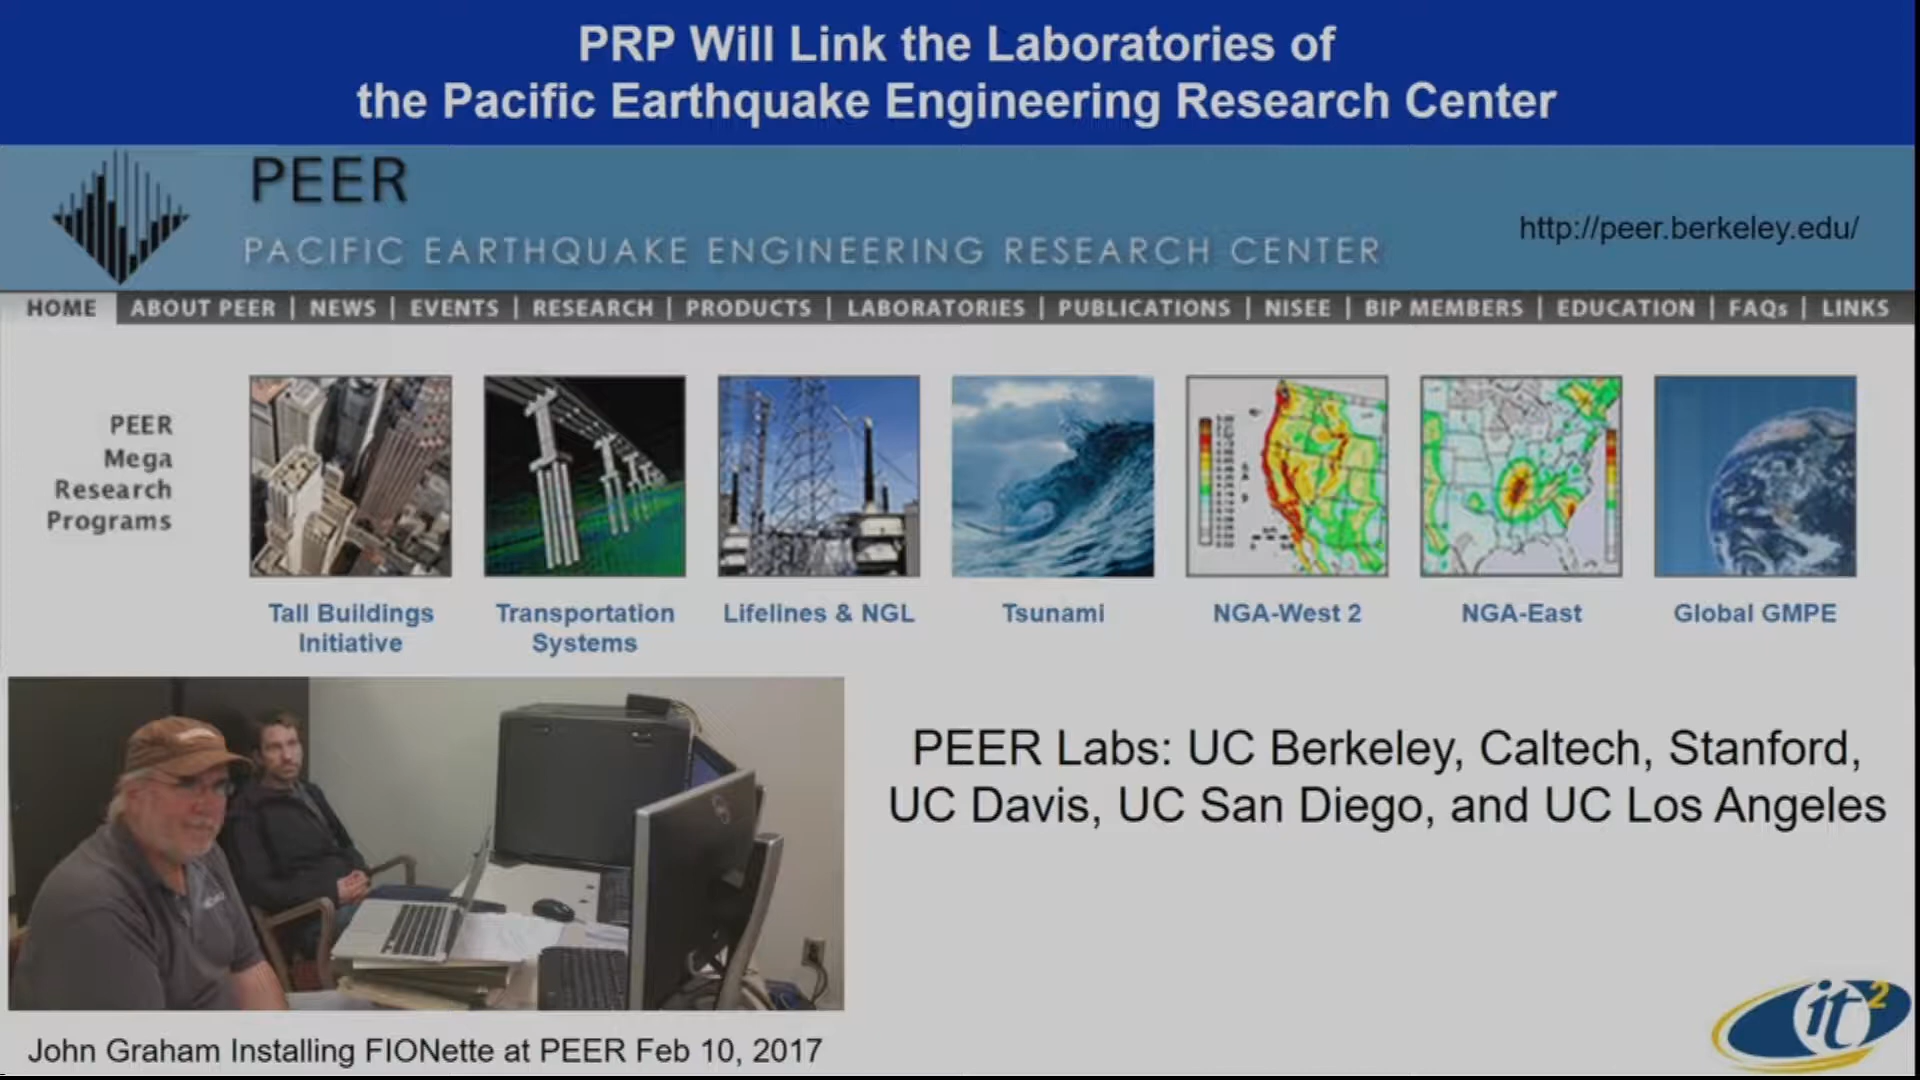 PRP Will Link the Laboratories of
the Pacific Earthquake Engineering Research Center
PEER
PACIFIC EARTHQUAKE ENGINEERING RESEARCH CENTER
http://peer.berkeley.edu/
HOME ABOUT PEER | NEWS | EVENTS | RESEARCH | PRODUCTS | LABORATORIES | PUBLICATIONS | NISEE | BIP MEMBERS | EDUCATION | FAQs | LINKS
PEER
Mega
Research
Programs
Tall Buildings
Initiative
Transportation
Systems
Lifelines & NGL
Tsunami
NGA-West 2
NGA-East
Global GMPE
PEER Labs: UC Berkeley, Caltech, Stanford,
UC Davis, UC San Diego, and UC Los Angeles
John Graham Installing FIONette at PEER Feb 10, 2017
it2